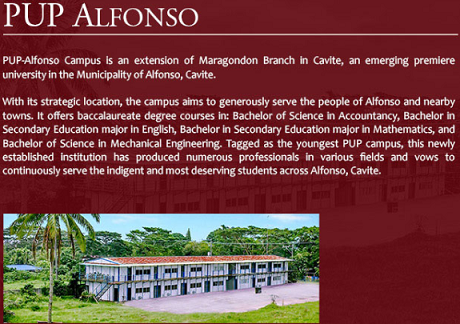 PUP ALFONSO
PUP-Alfonso Campus is an extension of Maragondon Branch in Cavite, an emerging premiere
university in the Municipality of Alfonso, Cavite.
With its strategic location, the campus aims to generously serve the people of Alfonso and nearby
towns. It offers baccalaureate degree courses in: Bachelor of Science in Accountancy, Bachelor in
Secondary Education major in English, Bachelor in Secondary Education major in Mathematics, and
Bachelor of Science in Mechanical Engineering. Tagged as the youngest PUP campus, this newly
established institution has produced numerous professionals in various fields and vows to
continuously serve the indigent and most deserving students across Alfonso, Cavite.